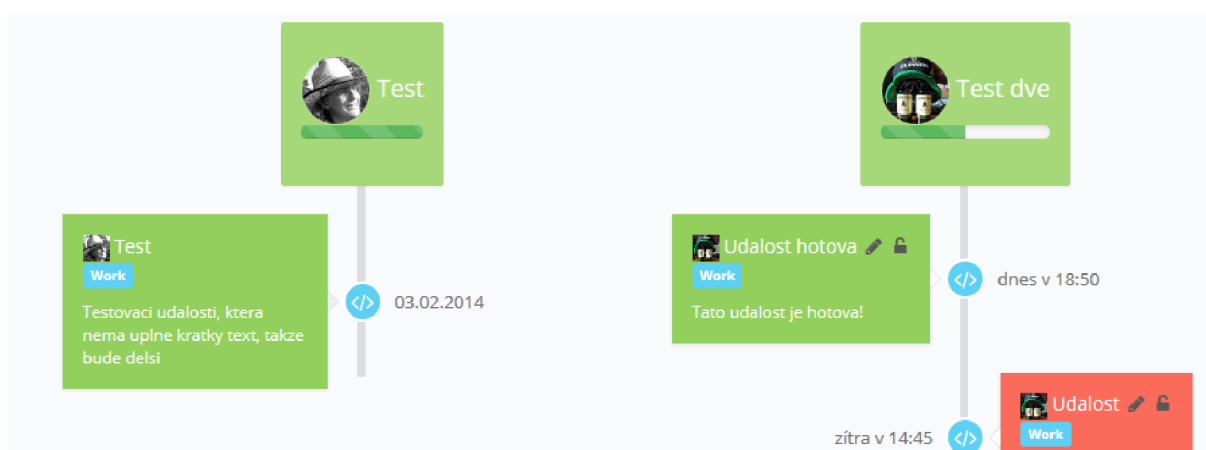 Test
Test
Work
Testovaci udalosti, ktera
nema uplne kratky text, takze
bude delsi
03.02.2014
GUINNESS
Test dve
Udalost hotova
Work
Tato udalost je hotova!
dnes v 18:50
zítra v 14:45
Udalost
Work